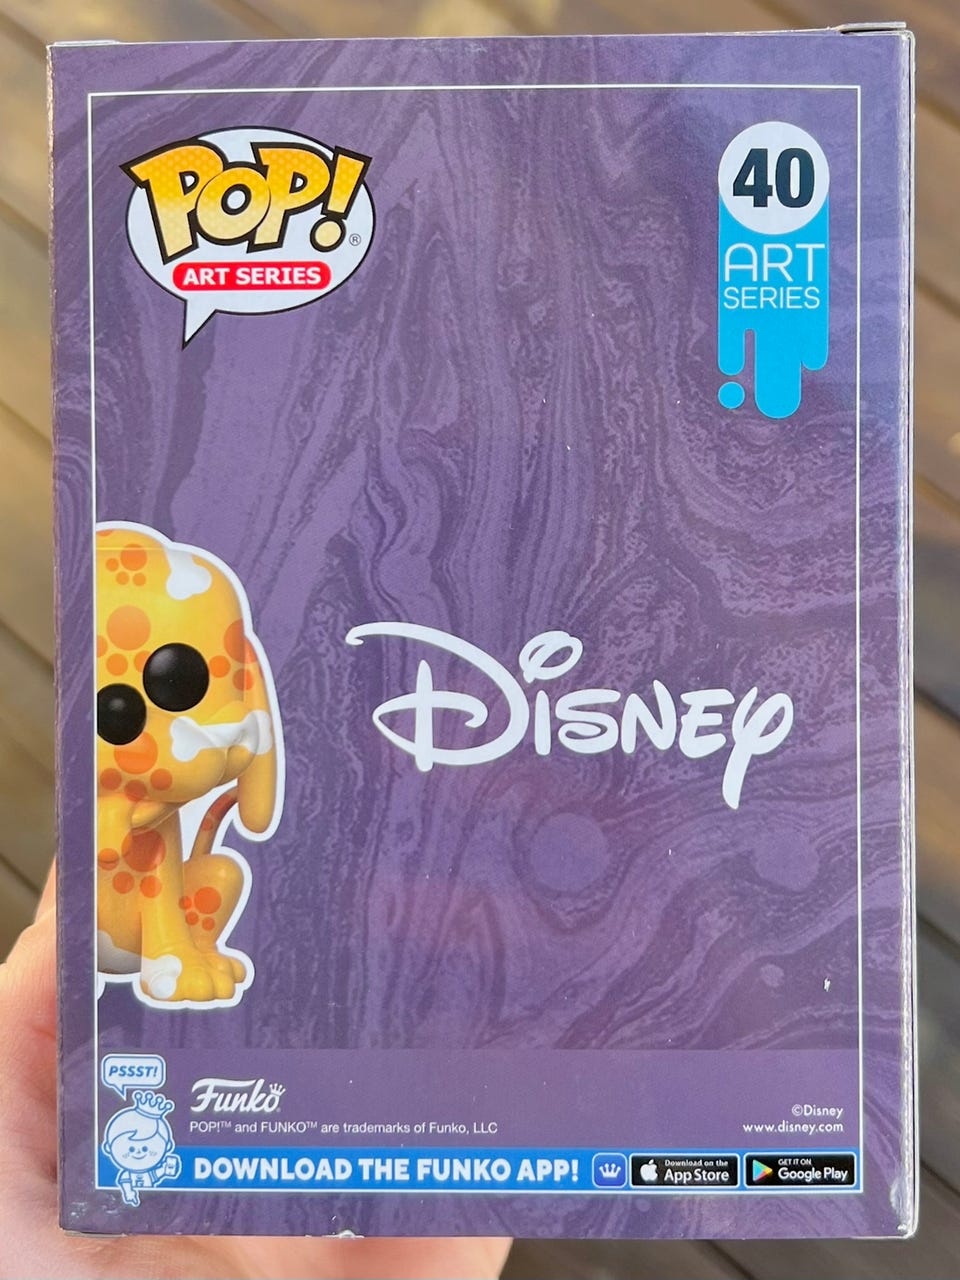 POP!®
ART SERIES
40
ART
SERIES
DISNEY
PSSST!
Funko
POP!™ and FUNKO™ are trademarks of Funko, LLC
©Disney
www.disney.com
DOWNLOAD THE FUNKO APP!
Download on the
App Store
GET IT ON
Google Play